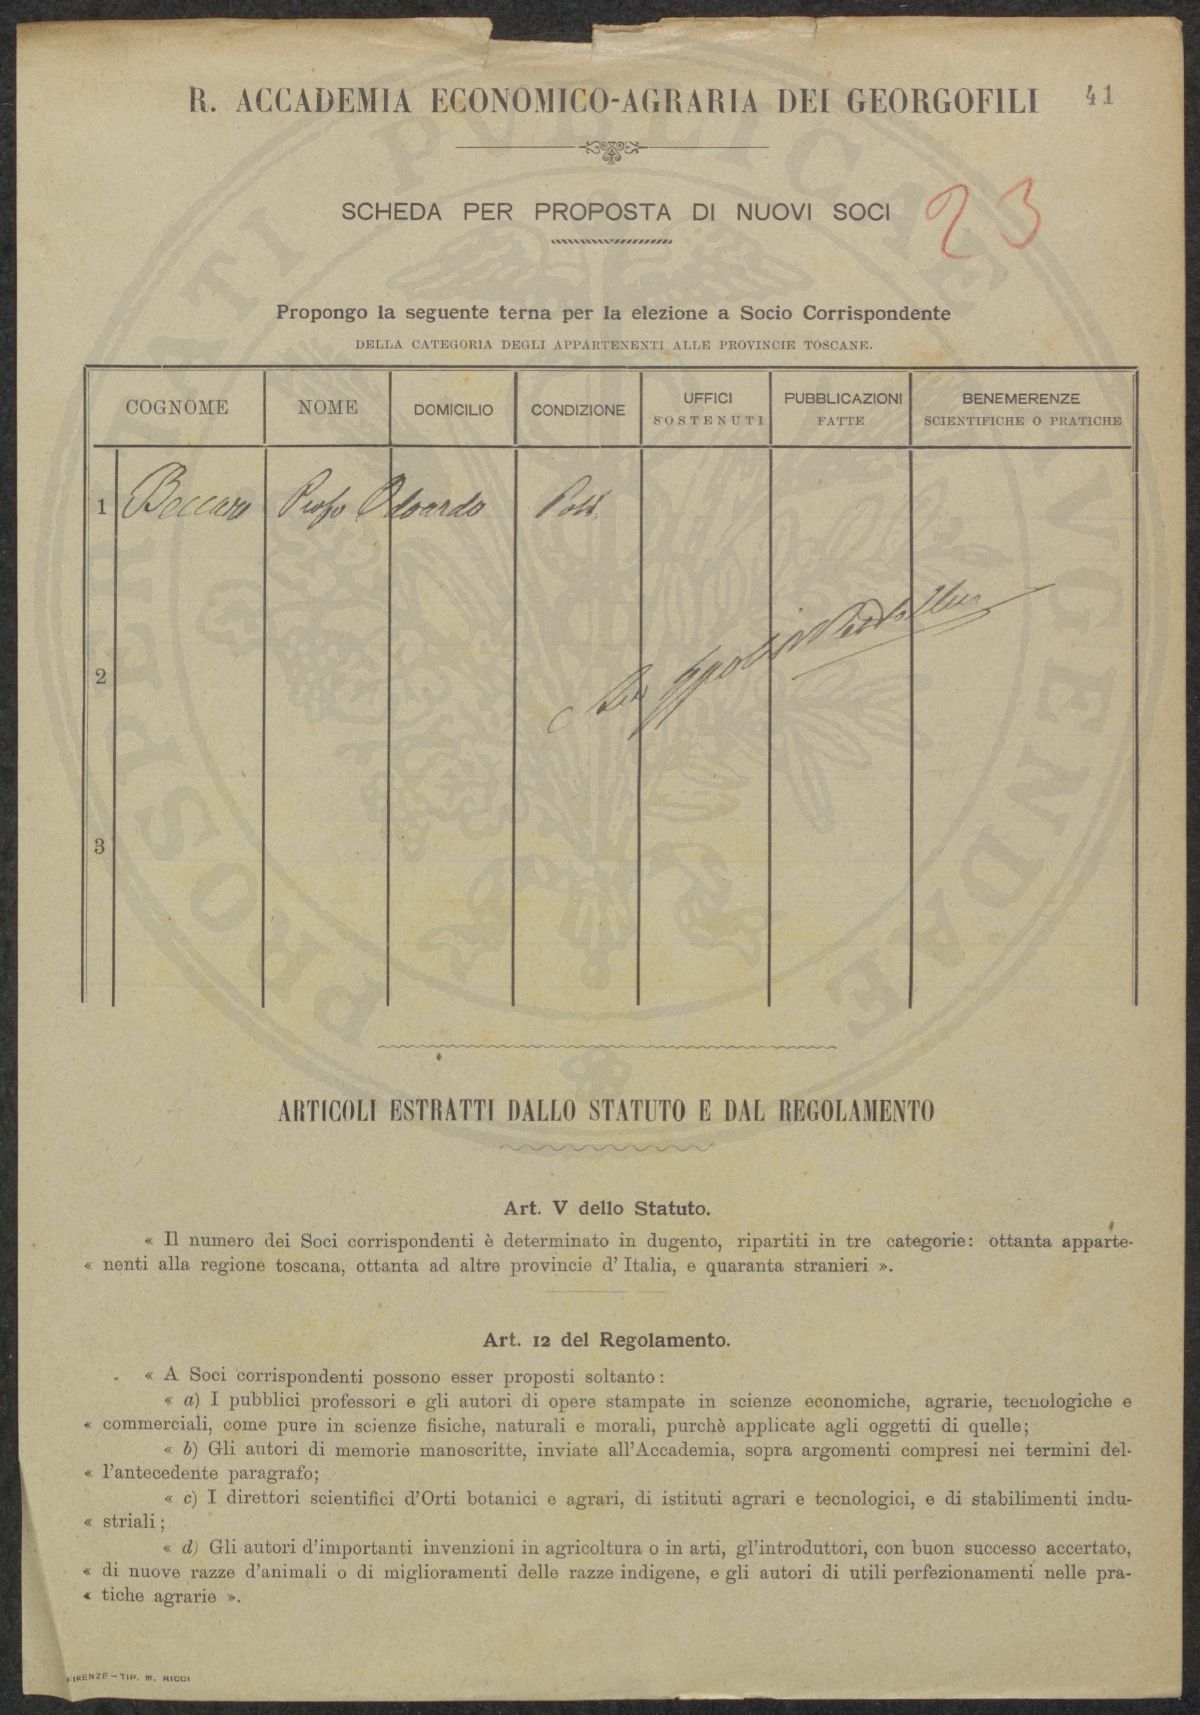 R. ACCADEMIA ECONOMICO-AGRARIA DEI GEORGOFILI
41
SCHEDA PER PROPOSTA DI NUOVI SOCI
23
Propongo la seguente terna per la elezione a Socio Corrispondente
DELLA CATEGORIA DEGLI APPARTENENTI ALLE PROVINCIE TOSCANE.
COGNOME NOME DOMICILIO CONDIZIONE UFFICI SOSTENUTI PUBBLICAZIONI FATTE BENEMERENZE SCIENTIFICHE O PRATICHE
1 Beccaro Odoardo
2
3
PROSPERITATI PUBLICAE AUGENDAE
ARTICOLI ESTRATTI DALLO STATUTO E DAL REGOLAMENTO
Art. V dello Statuto.
« Il numero dei Soci corrispondenti è determinato in dugento, ripartiti in tre categorie: ottanta apparte-
« nenti alla regione toscana, ottanta ad altre provincie d'Italia, e quaranta stranieri ».
Art. 12 del Regolamento.
« A Soci corrispondenti possono esser proposti soltanto:
« a) I pubblici professori e gli autori di opere stampate in scienze economiche, agrarie, tecnologiche e
« commerciali, come pure in scienze fisiche, naturali e morali, purchè applicate agli oggetti di quelle;
« b) Gli autori di memorie manoscritte, inviate all'Accademia, sopra argomenti compresi nei termini del-
« l'antecedente paragrafo;
« c) I direttori scientifici d'Orti botanici e agrari, di istituti agrari e tecnologici, e di stabilimenti indu-
« striali;
« d) Gli autori d'importanti invenzioni in agricoltura o in arti, gl'introduttori, con buon successo accertato,
« di nuove razze d'animali o di miglioramenti delle razze indigene, e gli autori di utili perfezionamenti nelle pra-
« tiche agrarie ».
FIRENZE - TIP. M. RICCI